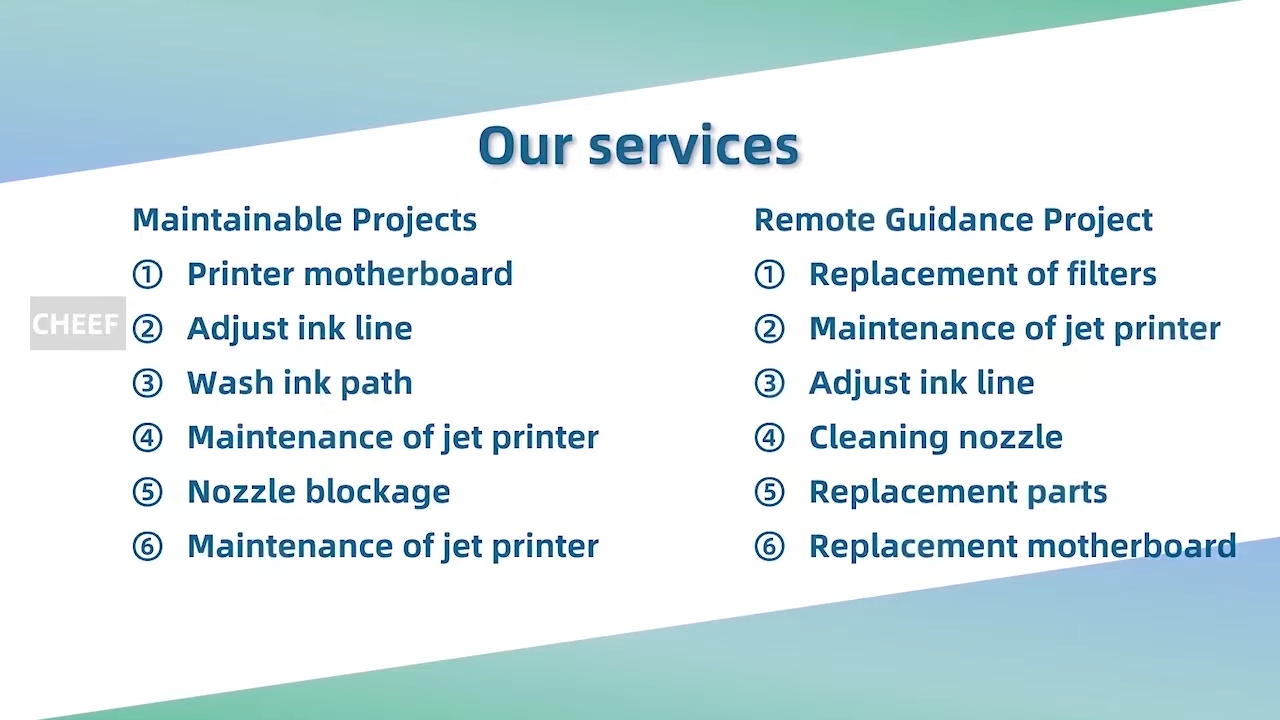 Our services
Maintainable Projects
① Printer motherboard
② Adjust ink line
③ Wash ink path
④ Maintenance of jet printer
⑤ Nozzle blockage
⑥ Maintenance of jet printer
Remote Guidance Project
① Replacement of filters
② Maintenance of jet printer
③ Adjust ink line
④ Cleaning nozzle
⑤ Replacement parts
⑥ Replacement motherboard
CHEEF